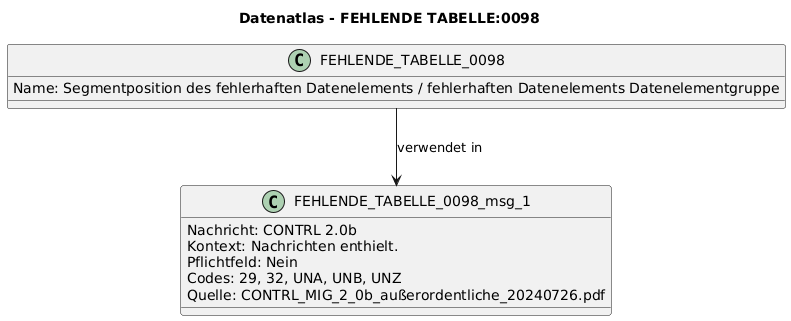 Datenatlas - FEHLENDE TABELLE:0098
C FEHLENDE_TABELLE_0098
Name: Segmentposition des fehlerhaften Datenelements / fehlerhaften Datenelements Datenelementgruppe
verwendet in
C FEHLENDE_TABELLE_0098_msg_1
Nachricht: CONTRL 2.0b
Kontext: Nachrichten enthielt.
Pflichtfeld: Nein
Codes: 29, 32, UNA, UNB, UNZ
Quelle: CONTRL_MIG_2_0b_außerordentliche_20240726.pdf